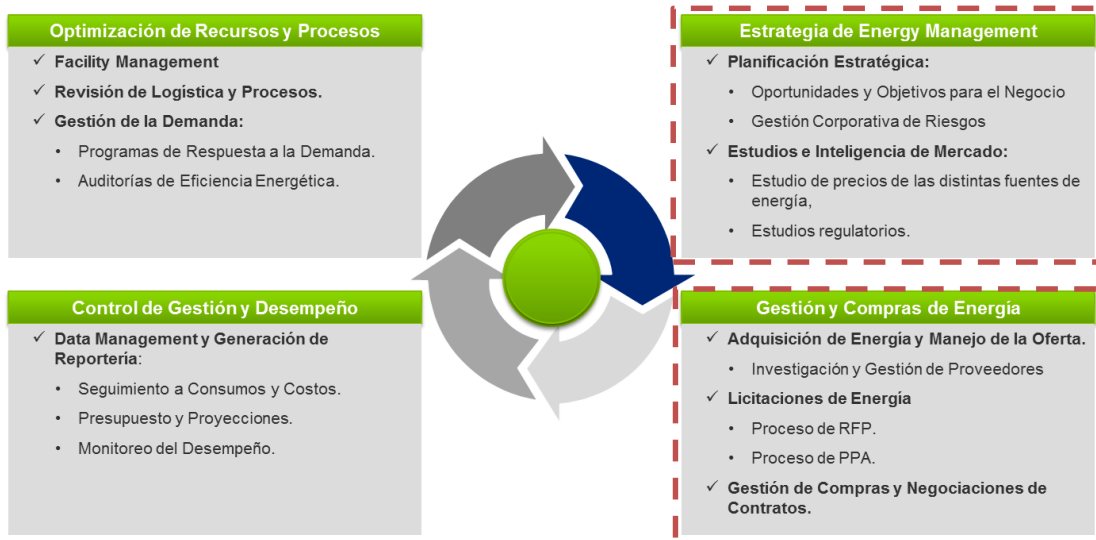 Optimización de Recursos y Procesos
✓ Facility Management
✓ Revisión de Logística y Procesos.
✓ Gestión de la Demanda:
• Programas de Respuesta a la Demanda.
• Auditorías de Eficiencia Energética.
Estrategia de Energy Management
✓ Planificación Estratégica:
• Oportunidades y Objetivos para el Negocio
• Gestión Corporativa de Riesgos
✓ Estudios e Inteligencia de Mercado:
• Estudio de precios de las distintas fuentes de
energía,
• Estudios regulatorios.
Control de Gestión y Desempeño
✓ Data Management y Generación de
Reportería:
• Seguimiento a Consumos y Costos.
• Presupuesto y Proyecciones.
• Monitoreo del Desempeño.
Gestión y Compras de Energía
✓ Adquisición de Energía y Manejo de la Oferta.
• Investigación y Gestión de Proveedores
✓ Licitaciones de Energía
• Proceso de RFP.
• Proceso de PPA.
✓ Gestión de Compras y Negociaciones de
Contratos.